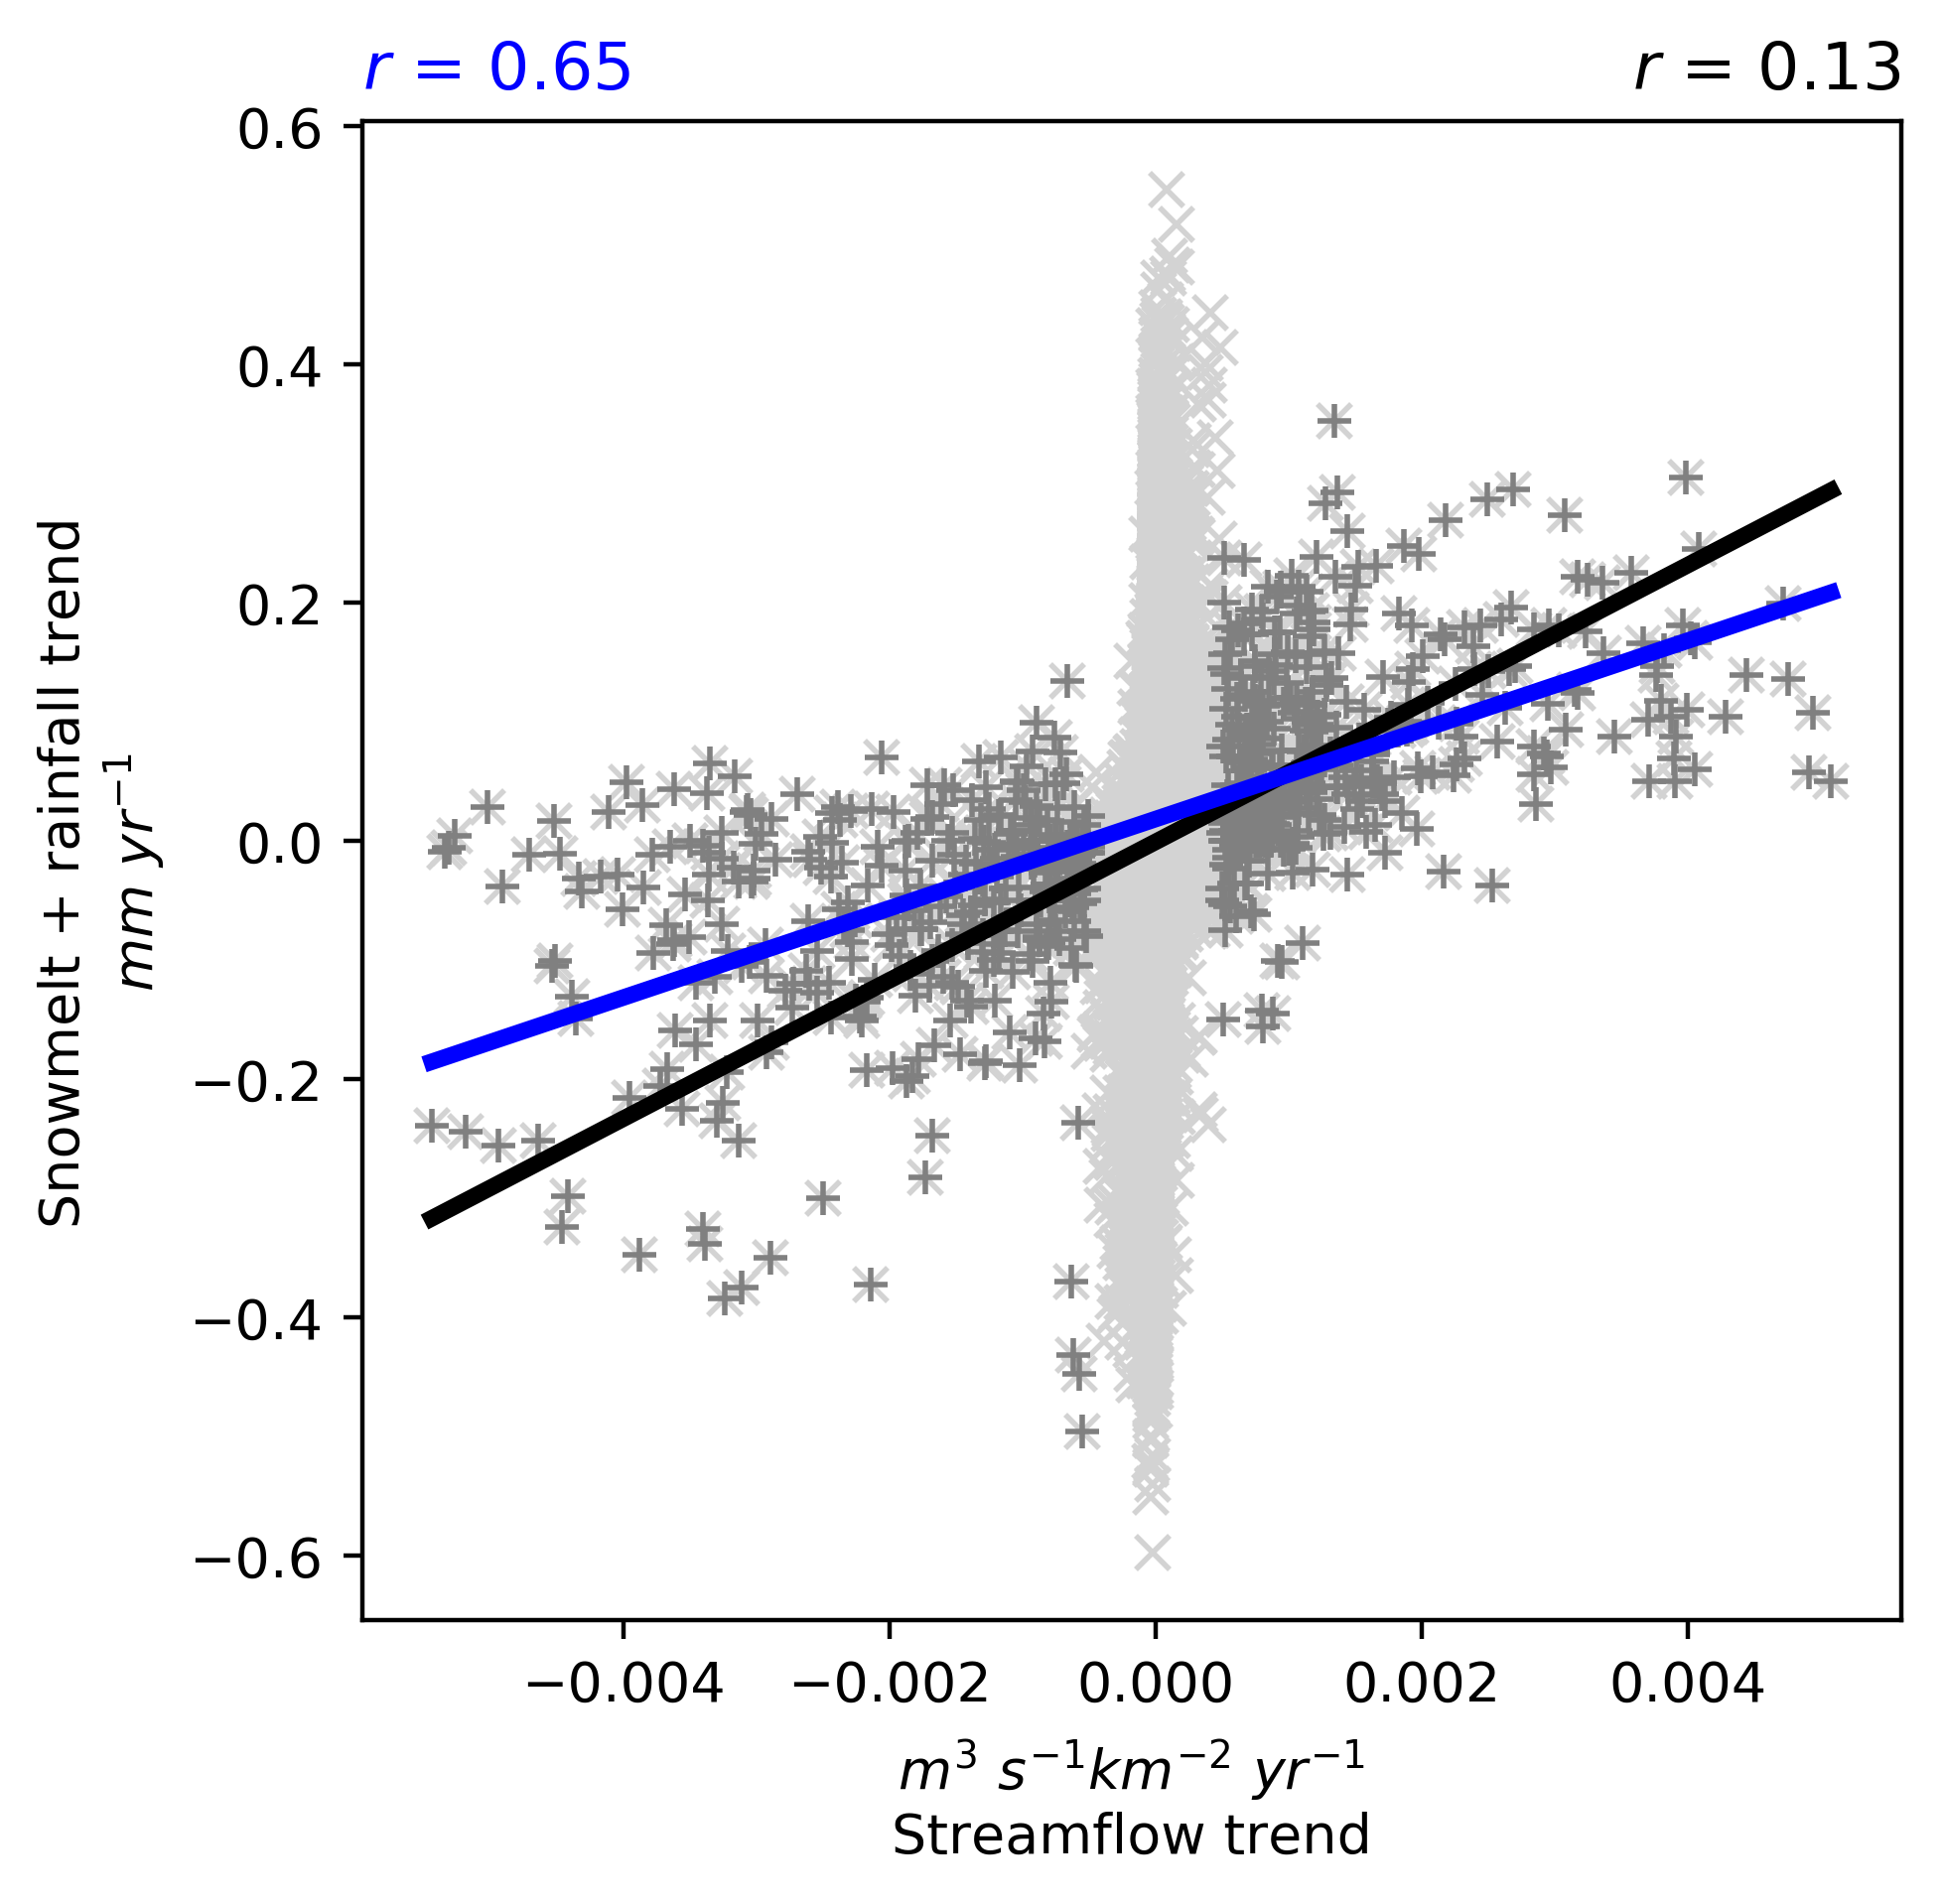 r = 0.65
r = 0.13
Snowmelt + rainfall trend
mm yr⁻¹
0.6
0.4
0.2
0.0
−0.2
−0.4
−0.6
−0.004
−0.002
0.000
0.002
0.004
m³ s⁻¹km⁻² yr⁻¹
Streamflow trend